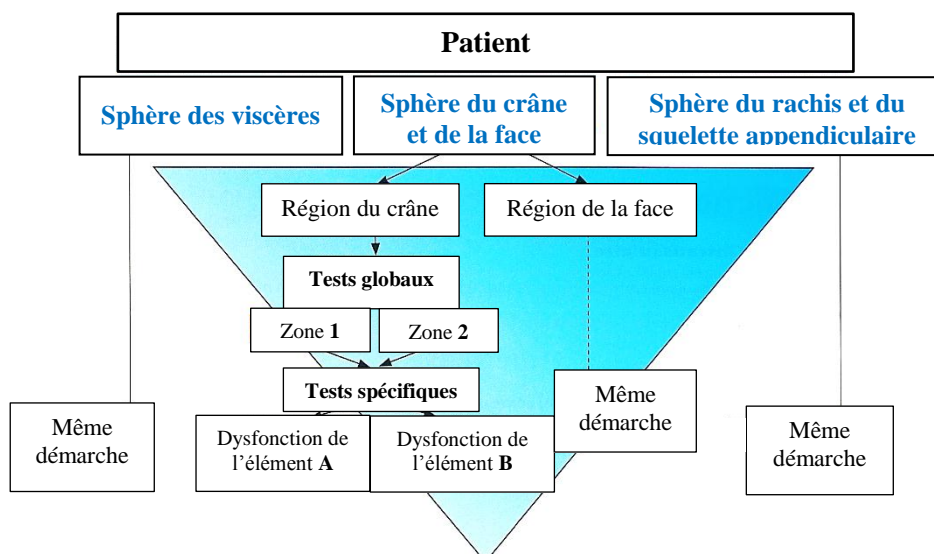 Patient
Sphère des viscères
Sphère du crâne
et de la face
Sphère du rachis et du
squelette appendiculaire
Région du crâne
Région de la face
Tests globaux
Zone 1
Zone 2
Tests spécifiques
Même
démarche
Dysfonction de
l’élément A
Dysfonction de
l’élément B
Même
démarche
Même
démarche